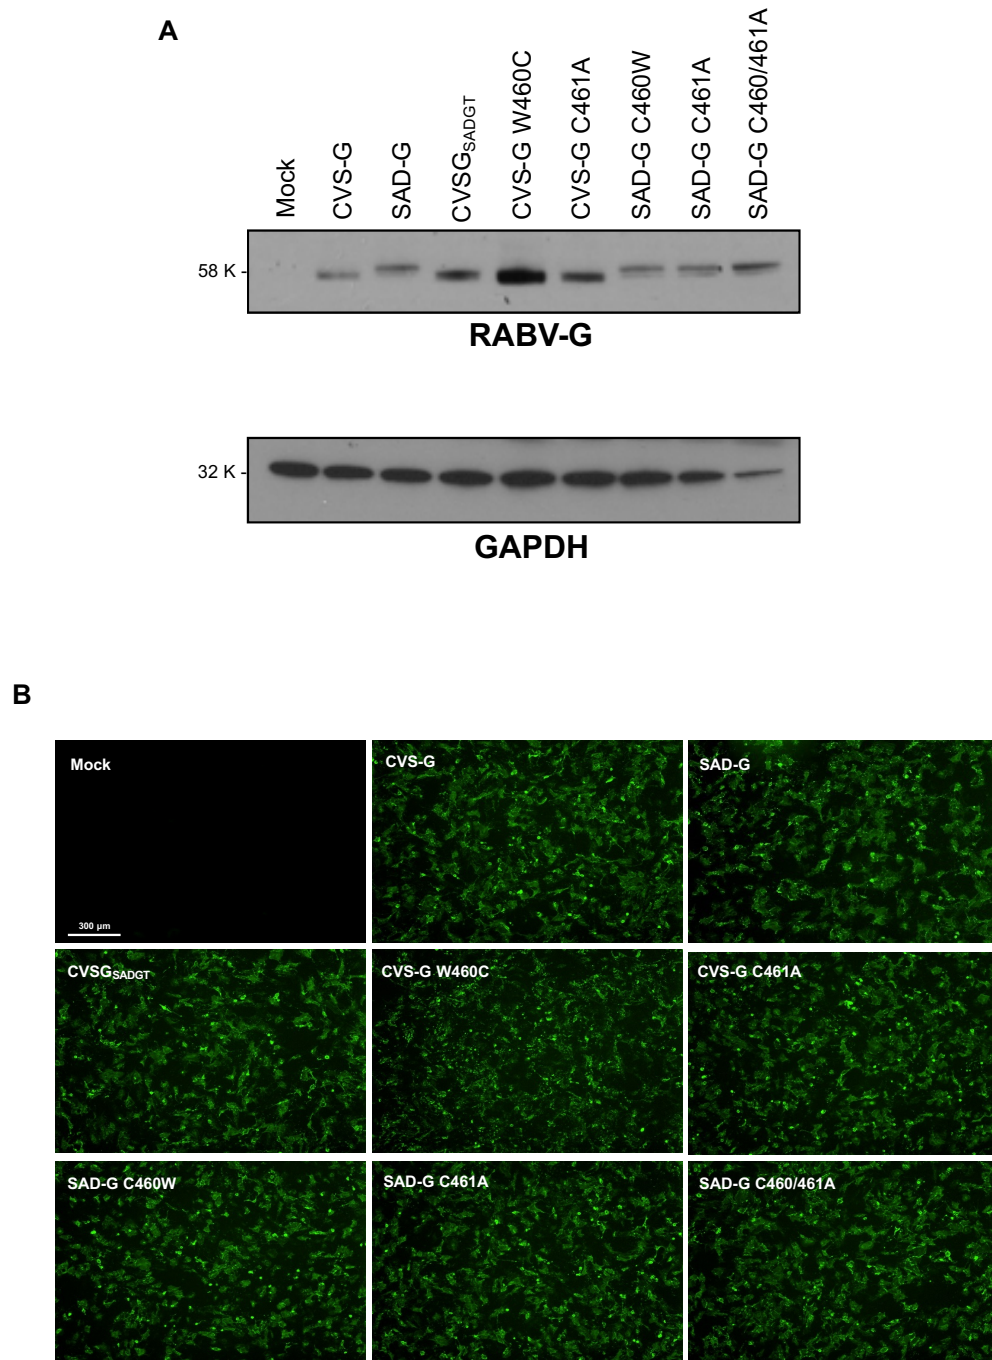 A
Mock
CVS-G
SAD-G
CVSGSADGT
CVS-G W460C
CVS-G C461A
SAD-G C460W
SAD-G C461A
SAD-G C460/461A
58 K -
RABV-G
32 K -
GAPDH
B
Mock
CVS-G
SAD-G
300 µm
CVSGSADGT
CVS-G W460C
CVS-G C461A
SAD-G C460W
SAD-G C461A
SAD-G C460/461A